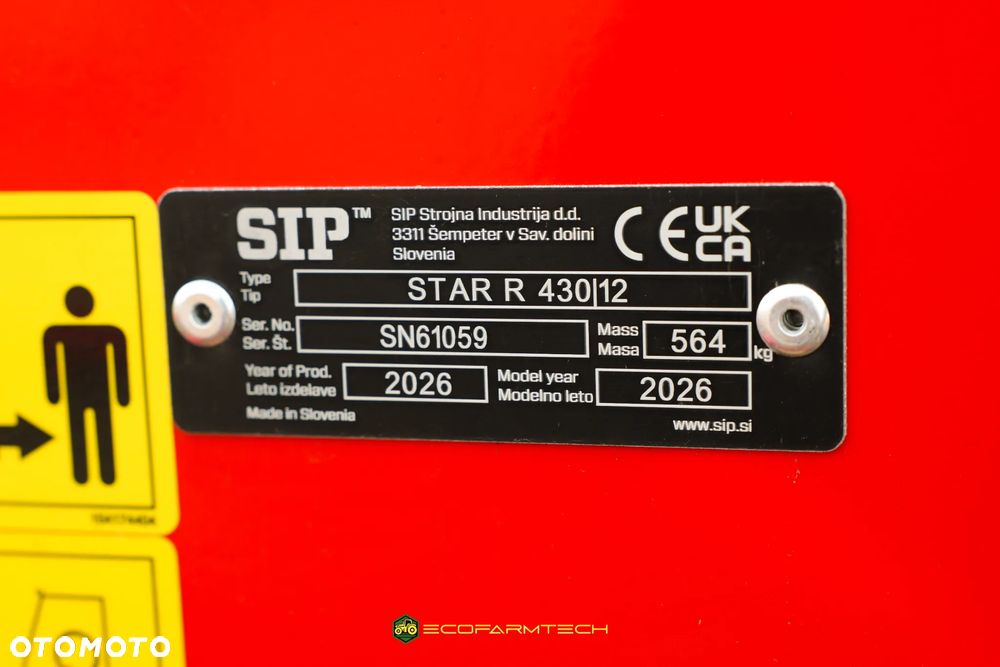 SIP™
SIP Strojna Industrija d.d.
3311 Šempeter v Sav. dolini
Slovenia
CE UK CA
Type
Tip
STAR R 430|12
Ser. No.
Ser. Št.
SN61059
Mass
Masa
564
kg
Year of Prod.
Leto izdelave
2026
Model year
Modelno leto
2026
Made in Slovenia
www.sip.si
ECOFARMTECH
OTOMOTO